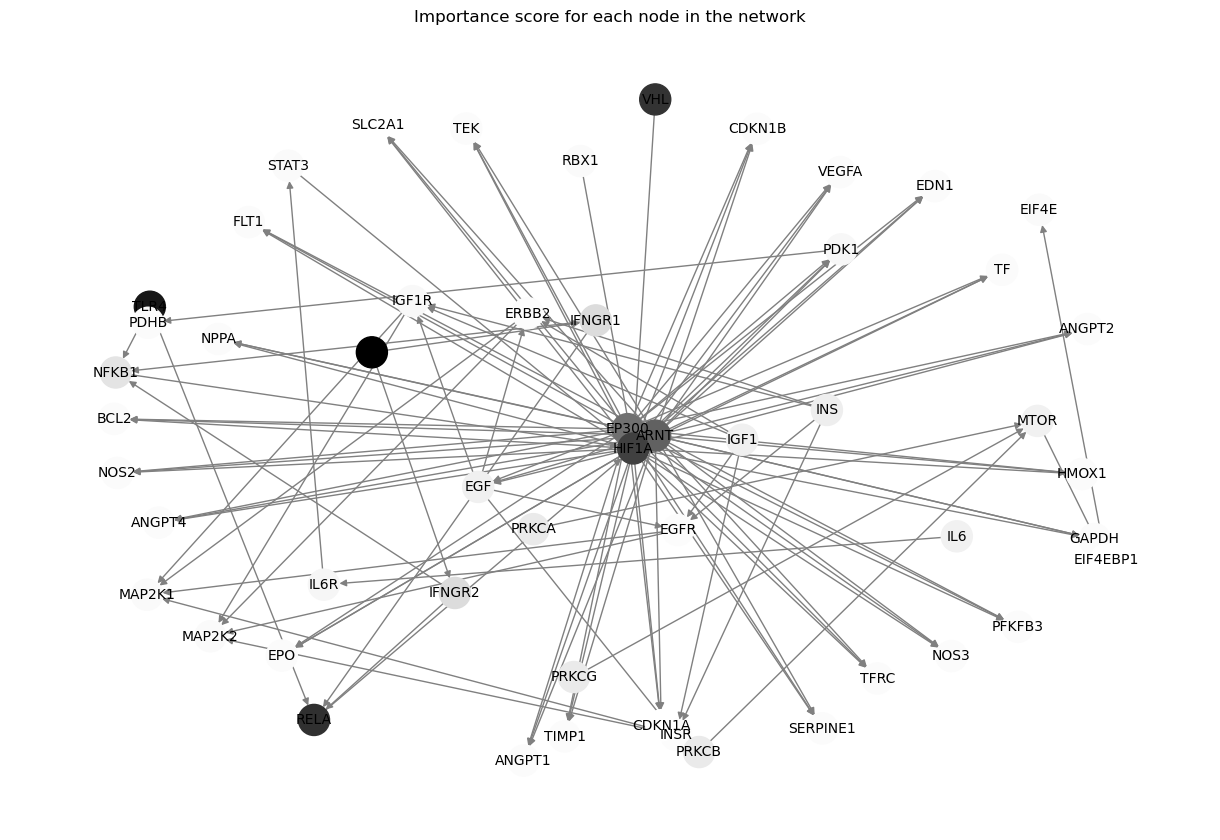 Importance score for each node in the network
VHL
SLC2A1
TEK
CDKN1B
RBX1
STAT3
VEGFA
EDN1
EIF4E
FLT1
PDK1
TF
IGF1R
TLR4
ERBB2
IFNGR1
PDHB
ANGPT2
NPPA
NFKB1
INS
BCL2
MTOR
EP300
ARNT
IGF1
HIF1A
NOS2
HMOX1
EGF
ANGPT4
PRKCA
EGFR
IL6
GAPDH
EIF4EBP1
IL6R
MAP2K1
IFNGR2
PFKFB3
MAP2K2
EPO
NOS3
PRKCG
TFRC
RELA
CDKN1A
SERPINE1
TIMP1
INSR
PRKCB
ANGPT1